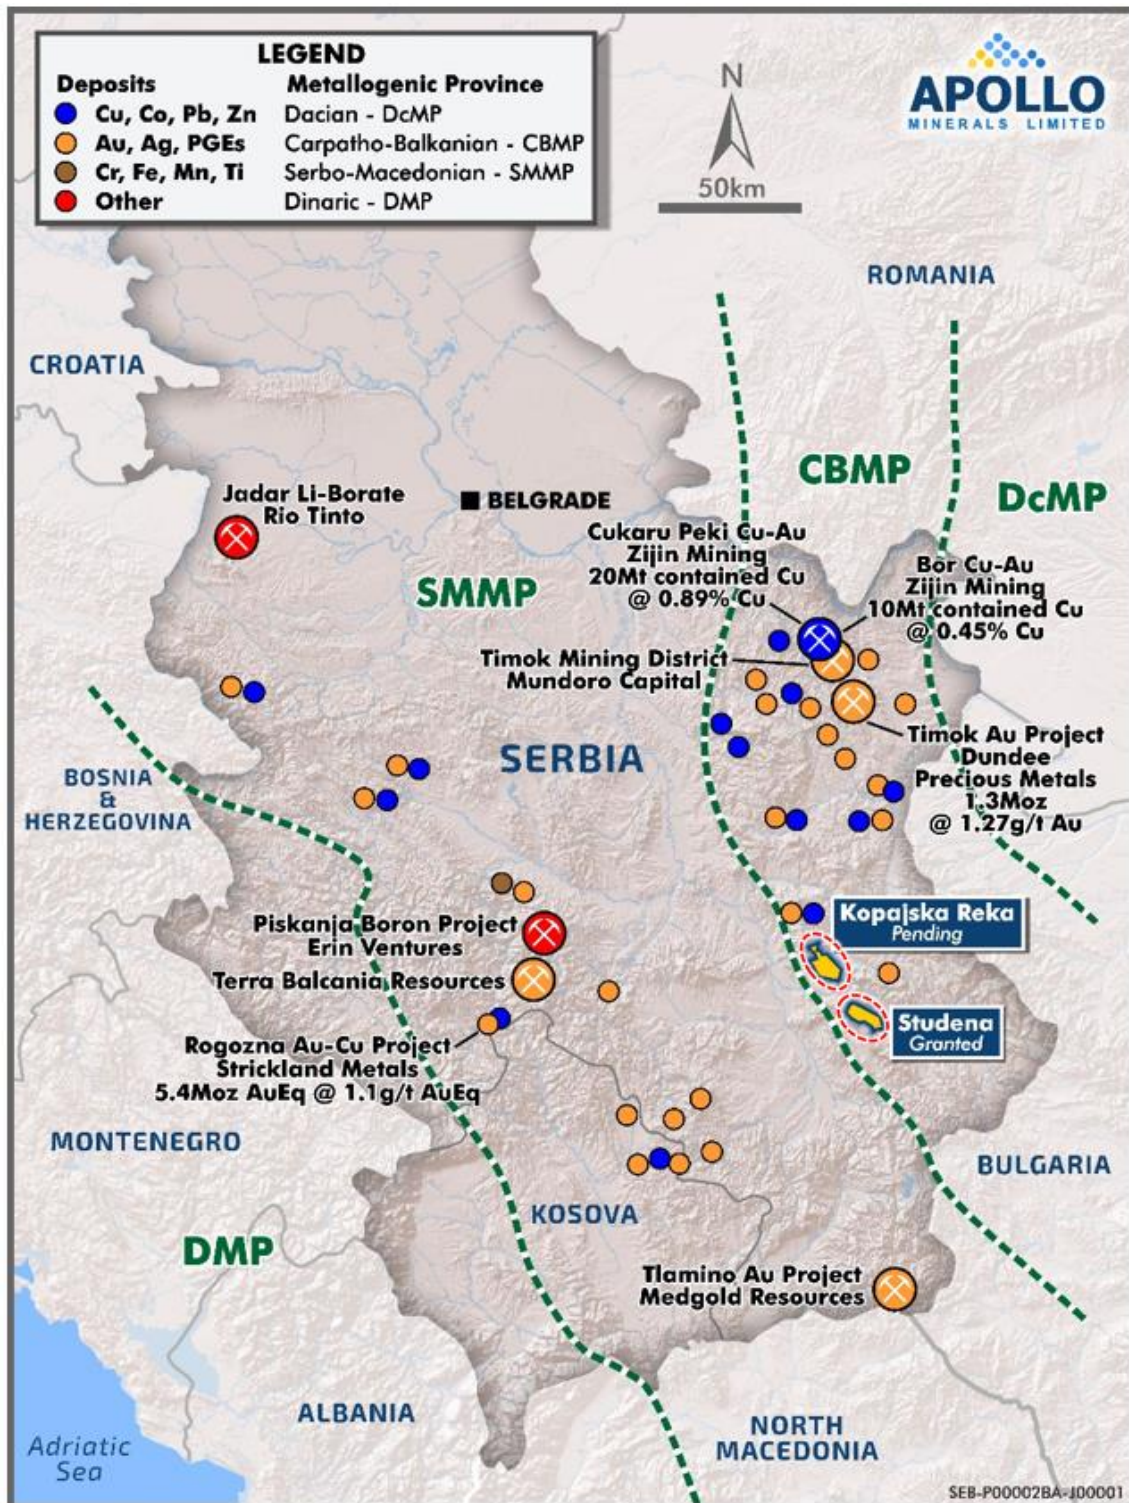 LEGEND
Deposits Metallogenic Province
Cu, Co, Pb, Zn Dacian - DcMP
Au, Ag, PGEs Carpatho-Balkanian - CBMP
Cr, Fe, Mn, Ti Serbo-Macedonian - SMMP
Other Dinaric - DMP
N
50km
APOLLO
MINERALS LIMITED
ROMANIA
CROATIA
CBMP
DcMP
Jadar Li-Borate
Rio Tinto
BELGRADE
Cukaru Peki Cu-Au
Zijin Mining
20Mt contained Cu
@ 0.89% Cu
Bor Cu-Au
Zijin Mining
10Mt contained Cu
@ 0.45% Cu
SMMP
Timok Mining District
Mundoro Capital
SERBIA
Timok Au Project
Dundee
Precious Metals
1.3Moz
@ 1.27g/t Au
BOSNIA
&
HERZEGOVINA
Kopajska Reka
Pending
Piskanja Boron Project
Erin Ventures
Terra Balcania Resources
Studena
Granted
Rogozna Au-Cu Project
Strickland Metals
5.4Moz AuEq @ 1.1g/t AuEq
MONTENEGRO
BULGARIA
KOSOVA
DMP
Tlamino Au Project
Medgold Resources
ALBANIA
NORTH
MACEDONIA
Adriatic
Sea
SEB-P00002BA-J00001